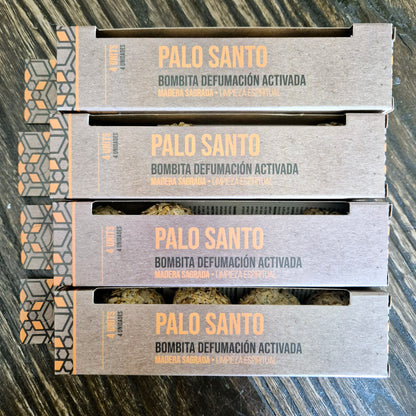 4 UNITS
4 UNIDADES
PALO SANTO
BOMBITA DEFUMACIÓN ACTIVADA
MADERA SAGRADA • LIMPIEZA ESPIRITUAL
4 UNITS
4 UNIDADES
PALO SANTO
BOMBITA DEFUMACIÓN ACTIVADA
MADERA SAGRADA • LIMPIEZA ESPIRITUAL
4 UNITS
4 UNIDADES
PALO SANTO
BOMBITA DEFUMACIÓN ACTIVADA
MADERA SAGRADA • LIMPIEZA ESPIRITUAL
4 UNITS
4 UNIDADES
PALO SANTO
BOMBITA DEFUMACIÓN ACTIVADA
MADERA SAGRADA • LIMPIEZA ESPIRITUAL